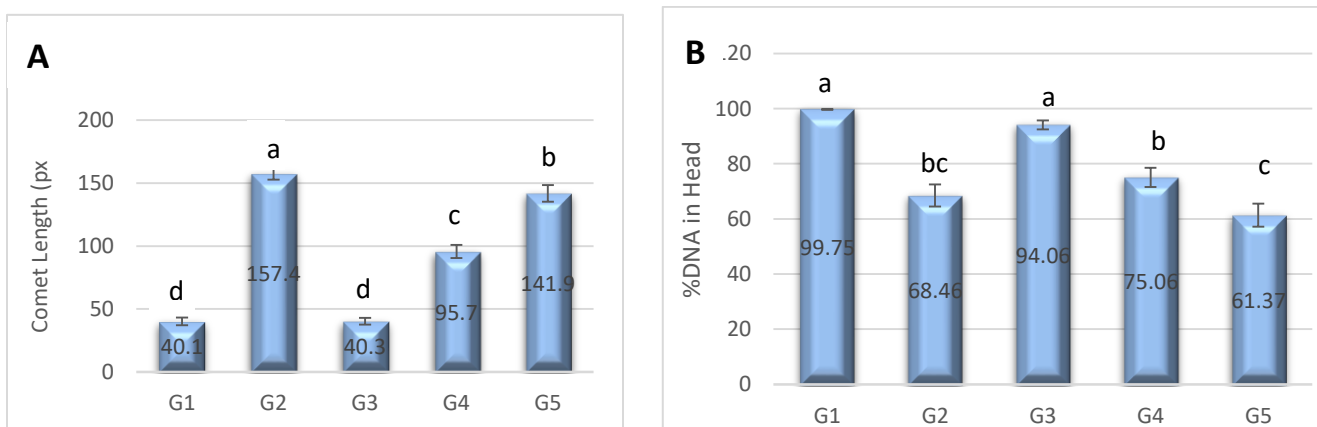 A
Comet Length (px
200
150
100
50
0
d
a
d
c
b
40.1
157.4
40.3
95.7
141.9
G1 G2 G3 G4 G5
B
%DNA in Head
.20
100
80
60
40
20
0
a
bc
a
b
c
99.75
68.46
94.06
75.06
61.37
G1 G2 G3 G4 G5